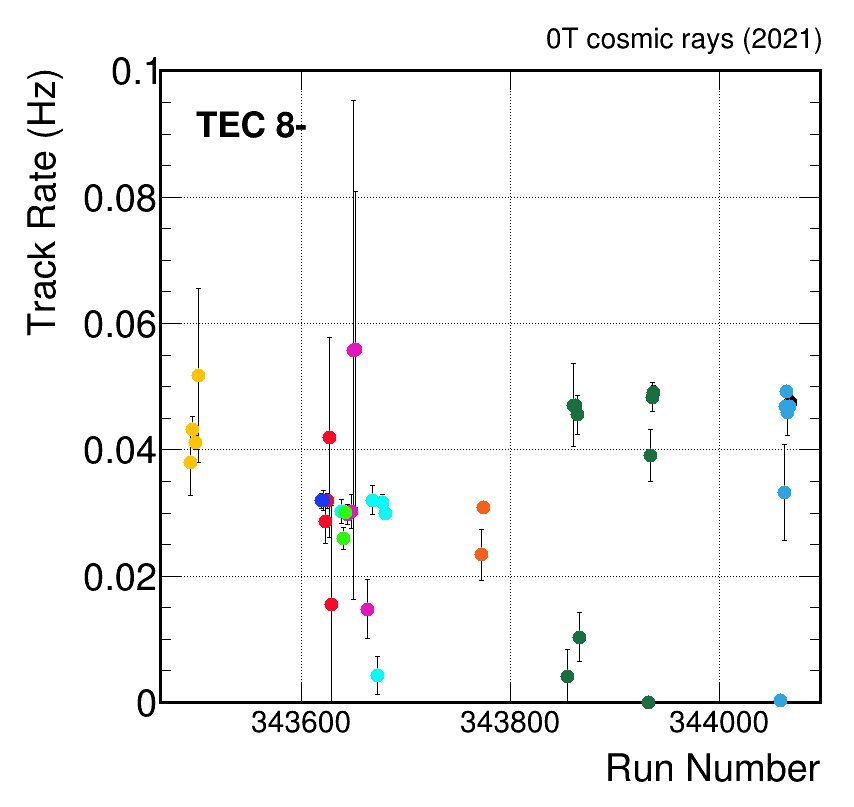 0T cosmic rays (2021)
Track Rate (Hz)
TEC 8-
0.1
0.08
0.06
0.04
0.02
0
343600
343800
344000
Run Number